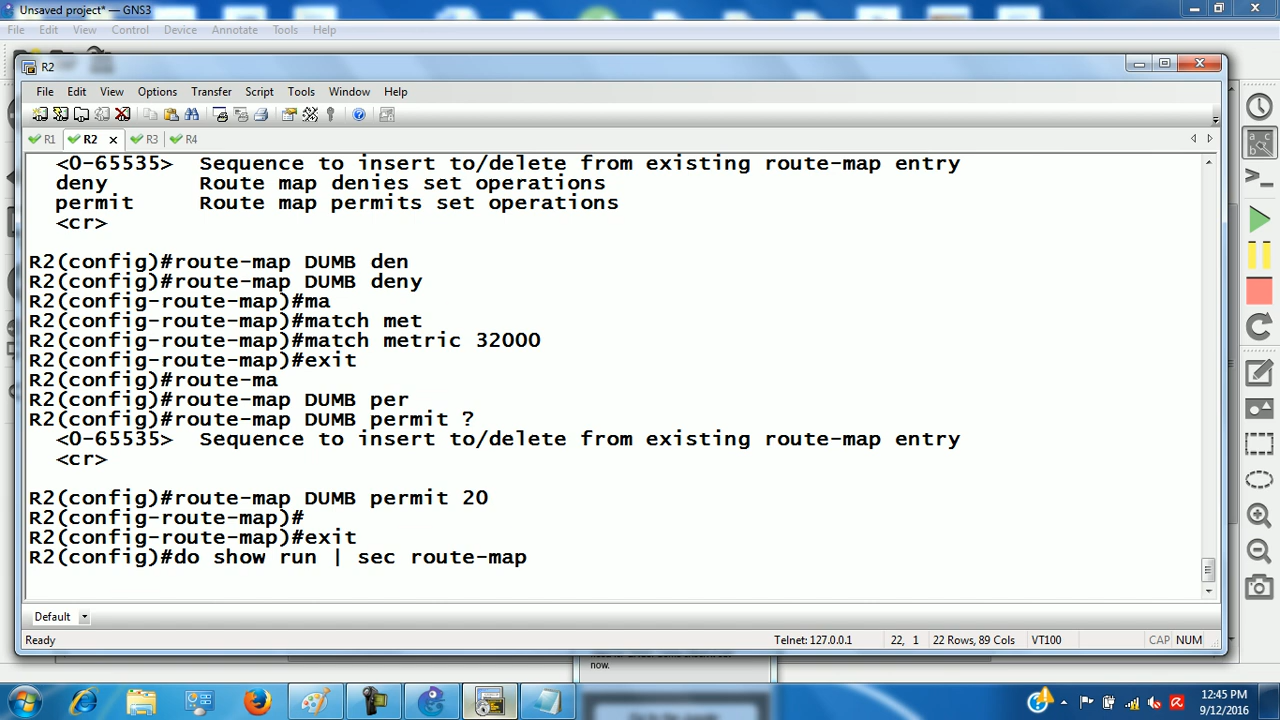 Unsaved project* — GNS3
File Edit View Control Device Annotate Tools Help
R2
File Edit View Options Transfer Script Tools Window Help
R1 R2 R3 R4
<0-65535> Sequence to insert to/delete from existing route-map entry
deny Route map denies set operations
permit Route map permits set operations
<cr>
R2(config)#route-map DUMB den
R2(config)#route-map DUMB deny
R2(config-route-map)#ma
R2(config-route-map)#match met
R2(config-route-map)#match metric 32000
R2(config-route-map)#exit
R2(config)#route-ma
R2(config)#route-map DUMB per
R2(config)#route-map DUMB permit ?
<0-65535> Sequence to insert to/delete from existing route-map entry
<cr>
R2(config)#route-map DUMB permit 20
R2(config-route-map)#
R2(config-route-map)#exit
R2(config)#do show run | sec route-map
Default
Ready Telnet: 127.0.0.1 22, 1 22 Rows, 89 Cols VT100 CAP NUM
now.
12:45 PM
9/12/2016